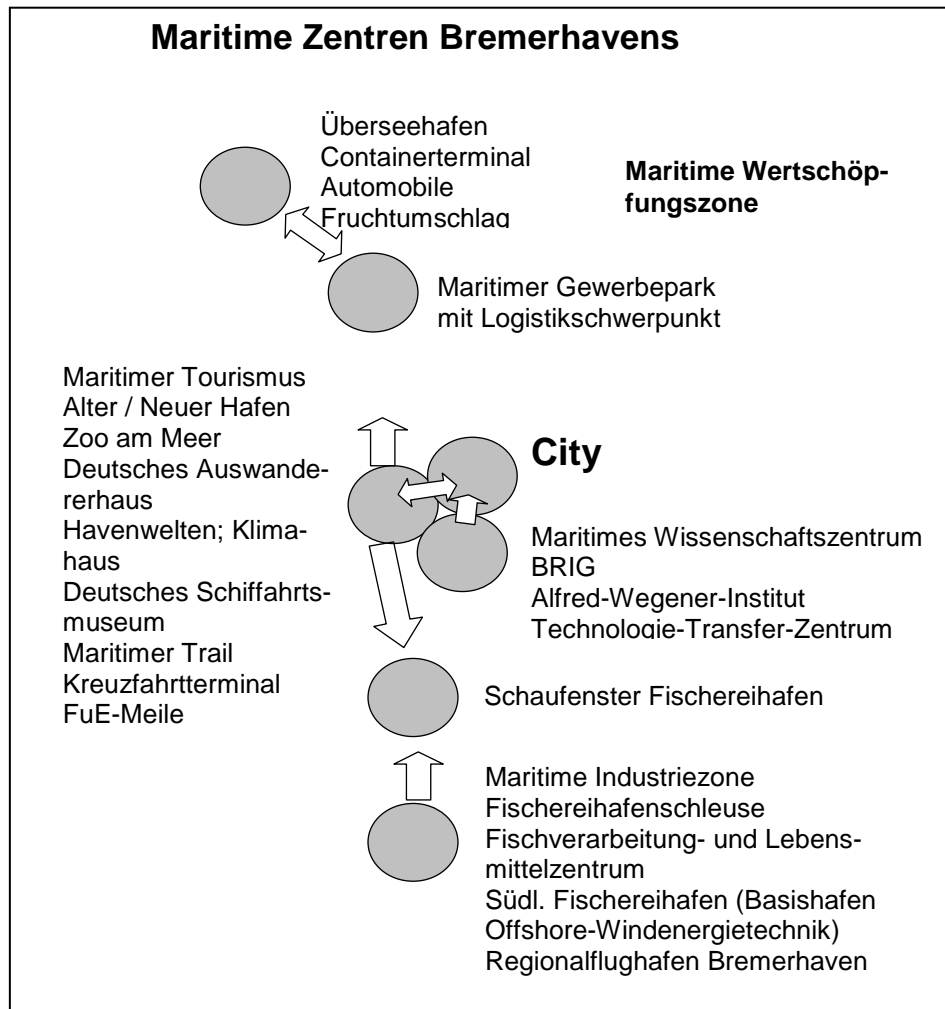 Maritime Zentren Bremerhavens
Überseehafen
Containerterminal
Automobile
Fruchtumschlag
Maritime Wertschöp-
fungszone
Maritimer Gewerbepark
mit Logistikschwerpunkt
Maritimer Tourismus
Alter / Neuer Hafen
Zoo am Meer
Deutsches Auswande-
rerhaus
Havenwelten; Klima-
haus
Deutsches Schiffahrts-
museum
Maritimer Trail
Kreuzfahrtterminal
FuE-Meile
City
Maritimes Wissenschaftszentrum
BRIG
Alfred-Wegener-Institut
Technologie-Transfer-Zentrum
Schaufenster Fischereihafen
Maritime Industriezone
Fischereihafenschleuse
Fischverarbeitung- und Lebens-
mittelzentrum
Südl. Fischereihafen (Basishafen
Offshore-Windenergietechnik)
Regionalflughafen Bremerhaven